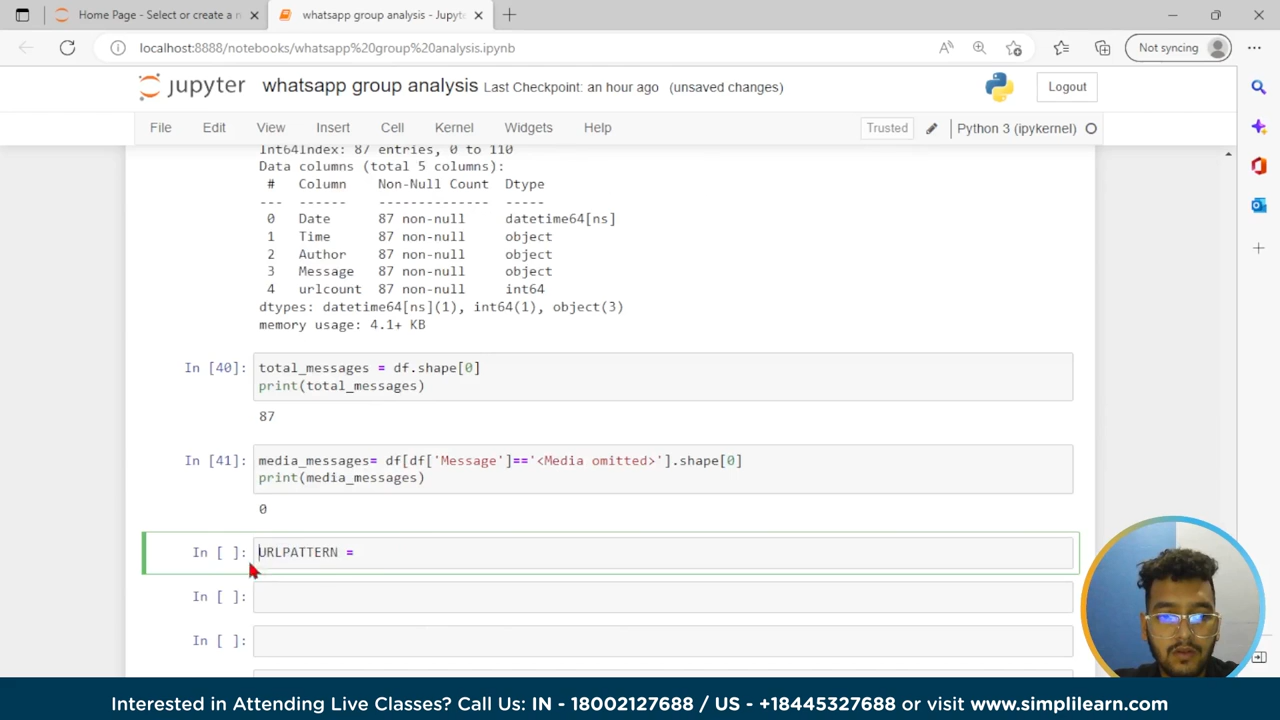 Home Page - Select or create a n
whatsapp group analysis - Jupyte
Not syncing
localhost:8888/notebooks/whatsapp%20group%20analysis.ipynb
jupyter whatsapp group analysis Last Checkpoint: an hour ago (unsaved changes)
Logout
File Edit View Insert Cell Kernel Widgets Help
Trusted Python 3 (ipykernel)
Int64Index: 87 entries, 0 to 110
Data columns (total 5 columns):
# Column Non-Null Count Dtype
--- ------ -------------- -----
0 Date 87 non-null datetime64[ns]
1 Time 87 non-null object
2 Author 87 non-null object
3 Message 87 non-null object
4 urlcount 87 non-null int64
dtypes: datetime64[ns](1), int64(1), object(3)
memory usage: 4.1+ KB
In [40]: total_messages = df.shape[0]
print(total_messages)
87
In [41]: media_messages= df[df['Message']=='<Media omitted>'].shape[0]
print(media_messages)
0
In [ ]: URLPATTERN =
In [ ]:
In [ ]:
Interested in Attending Live Classes? Call Us: IN - 18002127688 / US - +18445327688 or visit www.simplilearn.com